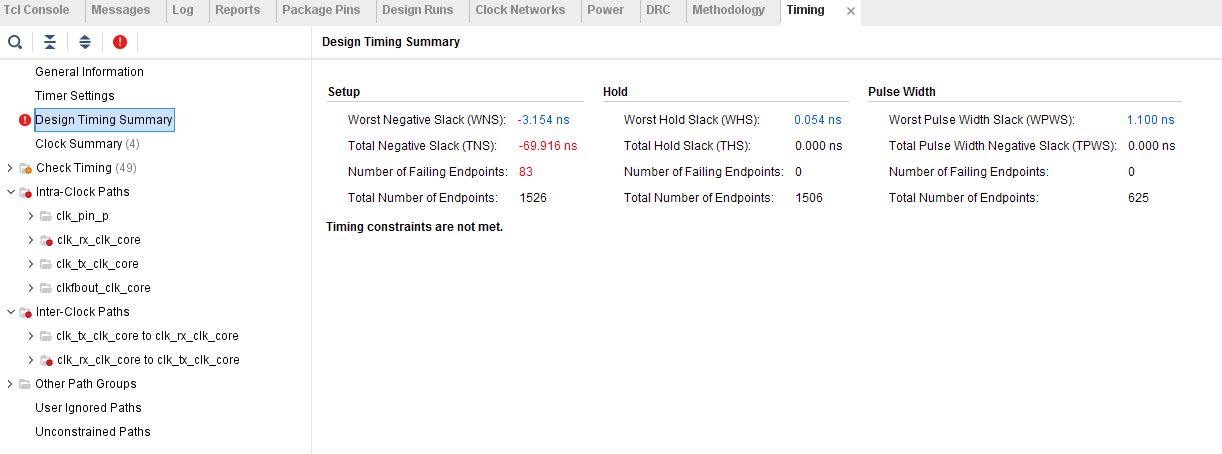 Tcl Console Messages Log Reports Package Pins Design Runs Clock Networks Power DRC Methodology Timing
Design Timing Summary
General Information
Timer Settings
Design Timing Summary
Clock Summary (4)
Check Timing (49)
Intra-Clock Paths
clk_pin_p
clk_rx_clk_core
clk_tx_clk_core
clkfbout_clk_core
Inter-Clock Paths
clk_tx_clk_core to clk_rx_clk_core
clk_rx_clk_core to clk_tx_clk_core
Other Path Groups
User Ignored Paths
Unconstrained Paths
Setup Hold Pulse Width
Worst Negative Slack (WNS): -3.154 ns Worst Hold Slack (WHS): 0.054 ns Worst Pulse Width Slack (WPWS): 1.100 ns
Total Negative Slack (TNS): -69.916 ns Total Hold Slack (THS): 0.000 ns Total Pulse Width Negative Slack (TPWS): 0.000 ns
Number of Failing Endpoints: 83 Number of Failing Endpoints: 0 Number of Failing Endpoints: 0
Total Number of Endpoints: 1526 Total Number of Endpoints: 1506 Total Number of Endpoints: 625
Timing constraints are not met.